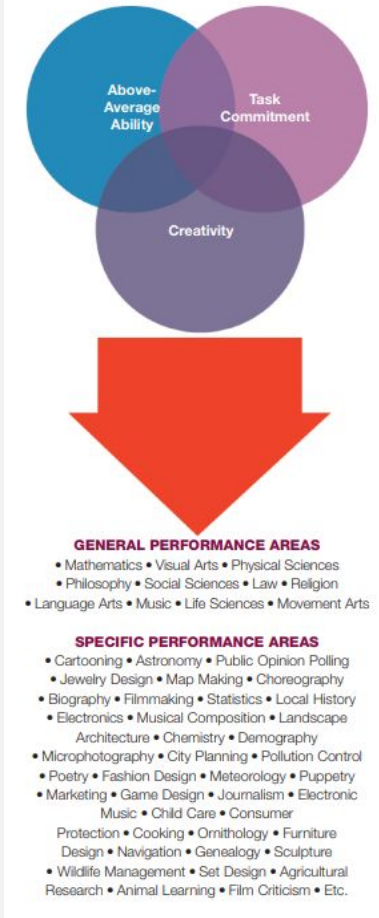 Above-
Average
Ability
Task
Commitment
Creativity
GENERAL PERFORMANCE AREAS
• Mathematics • Visual Arts • Physical Sciences
• Philosophy • Social Sciences • Law • Religion
• Language Arts • Music • Life Sciences • Movement Arts
SPECIFIC PERFORMANCE AREAS
• Cartooning • Astronomy • Public Opinion Polling
• Jewelry Design • Map Making • Choreography
• Biography • Filmmaking • Statistics • Local History
• Electronics • Musical Composition • Landscape
Architecture • Chemistry • Demography
• Microphotography • City Planning • Pollution Control
• Poetry • Fashion Design • Meteorology • Puppetry
• Marketing • Game Design • Journalism • Electronic
Music • Child Care • Consumer
Protection • Cooking • Ornithology • Furniture
Design • Navigation • Genealogy • Sculpture
• Wildlife Management • Set Design • Agricultural
Research • Animal Learning • Film Criticism • Etc.